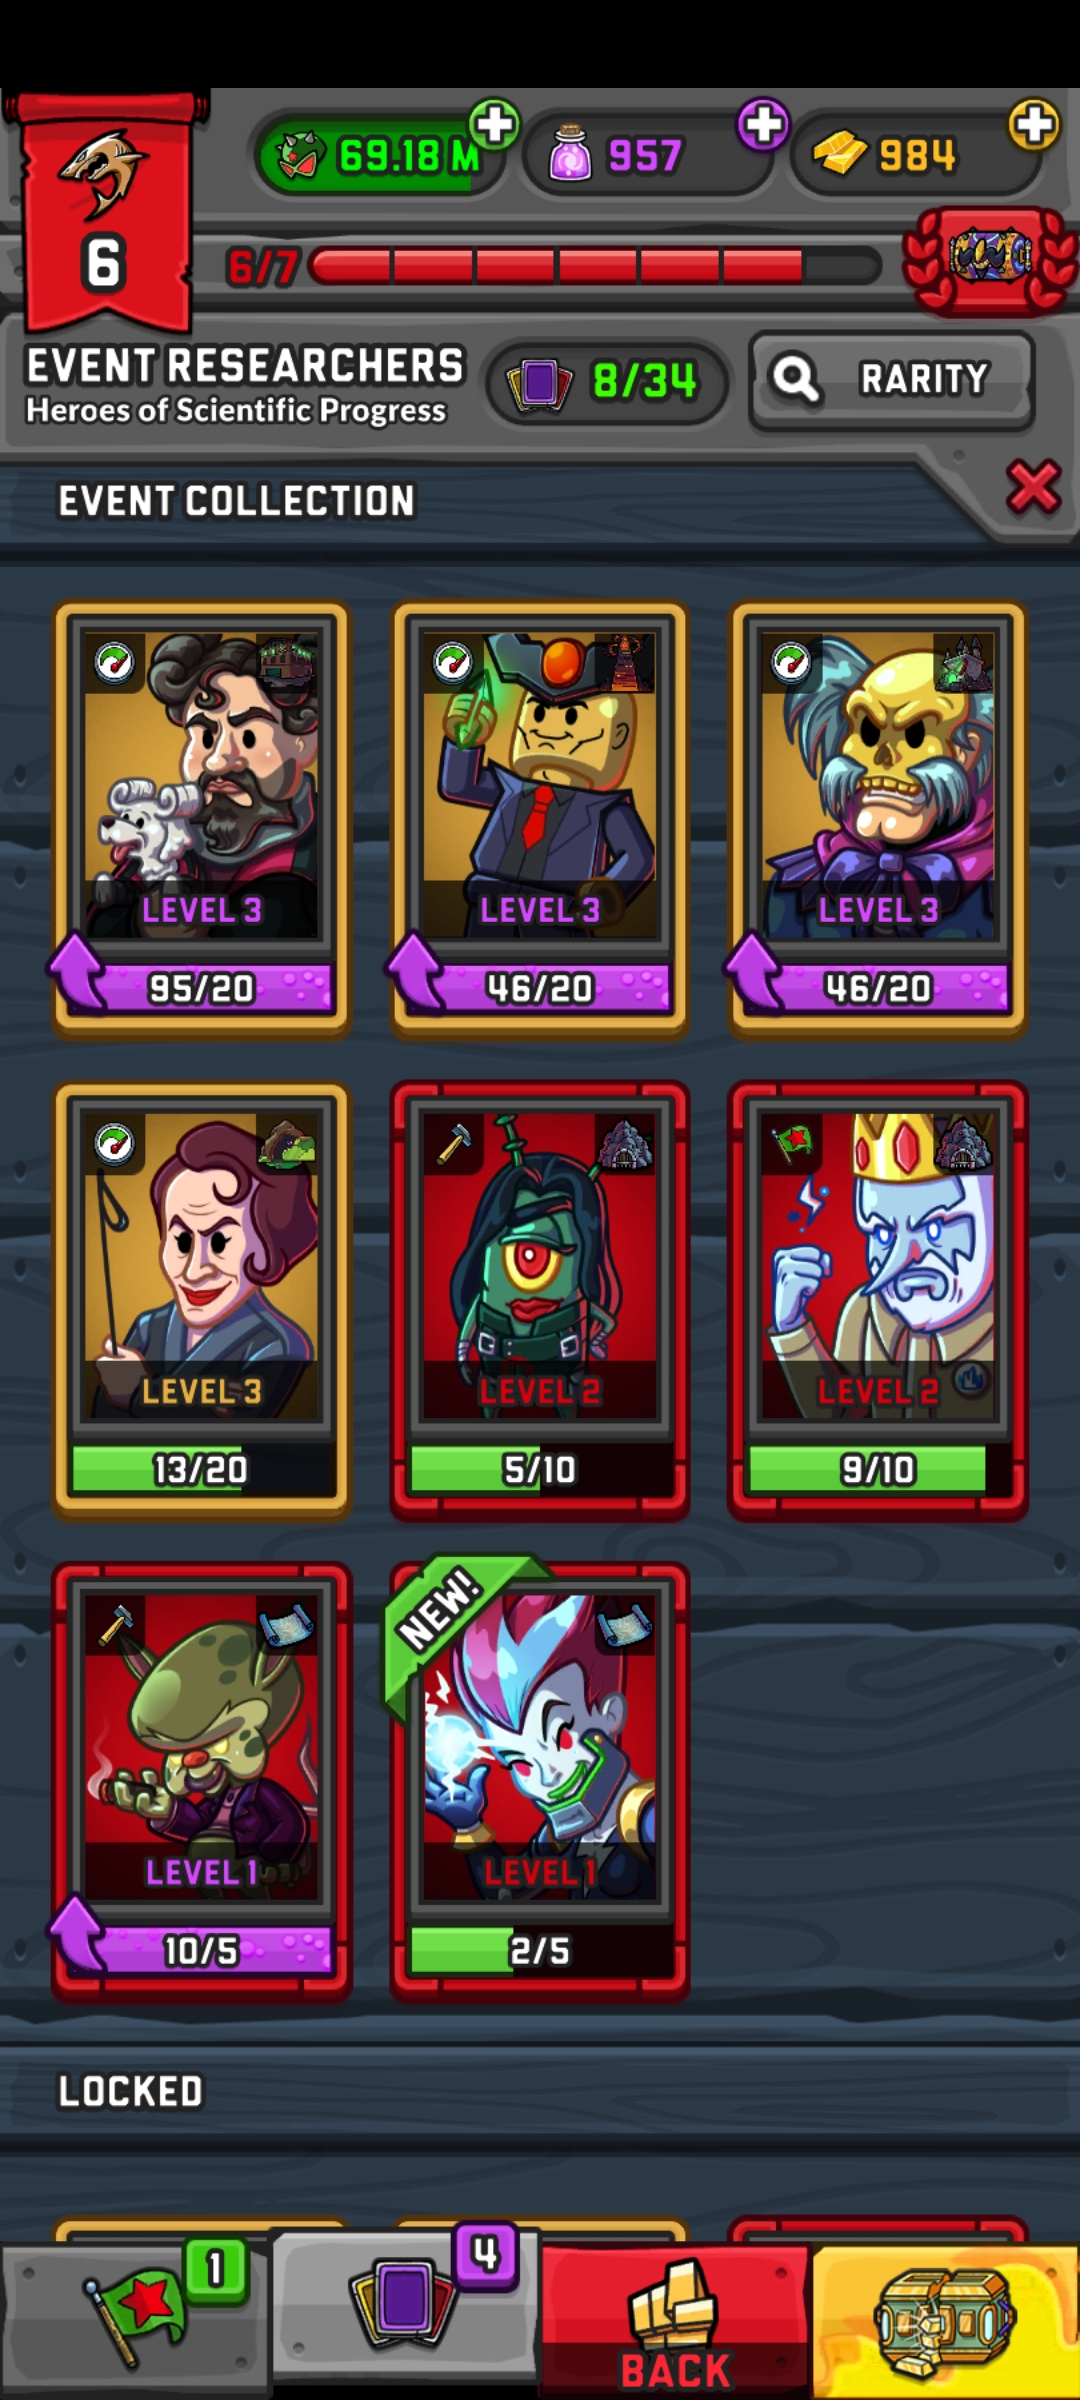 69.18 M
957
984
6
6/7
EVENT RESEARCHERS
Heroes of Scientific Progress
8/34
RARITY
EVENT COLLECTION
LEVEL 3
LEVEL 3
LEVEL 3
95/20
46/20
46/20
LEVEL 3
LEVEL 2
LEVEL 2
13/20
5/10
9/10
NEW!
LEVEL 1
LEVEL 1
10/5
2/5
LOCKED
1
4
BACK